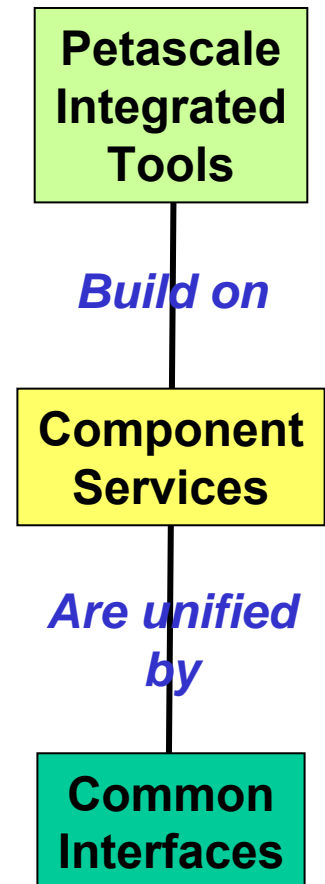 Petascale
Integrated
Tools
Build on
Component
Services
Are unified
by
Common
Interfaces